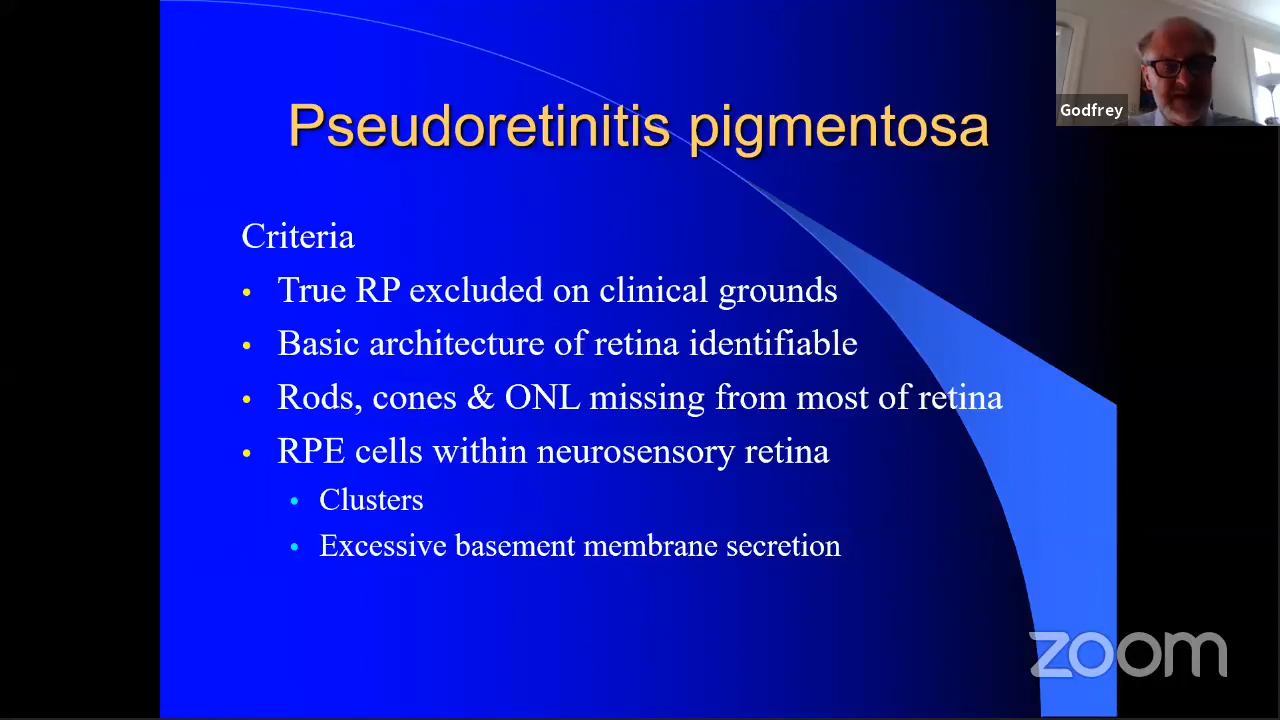 Pseudoretinitis pigmentosa
Godfrey
Criteria
• True RP excluded on clinical grounds
• Basic architecture of retina identifiable
• Rods, cones & ONL missing from most of retina
• RPE cells within neurosensory retina
• Clusters
• Excessive basement membrane secretion
zoom